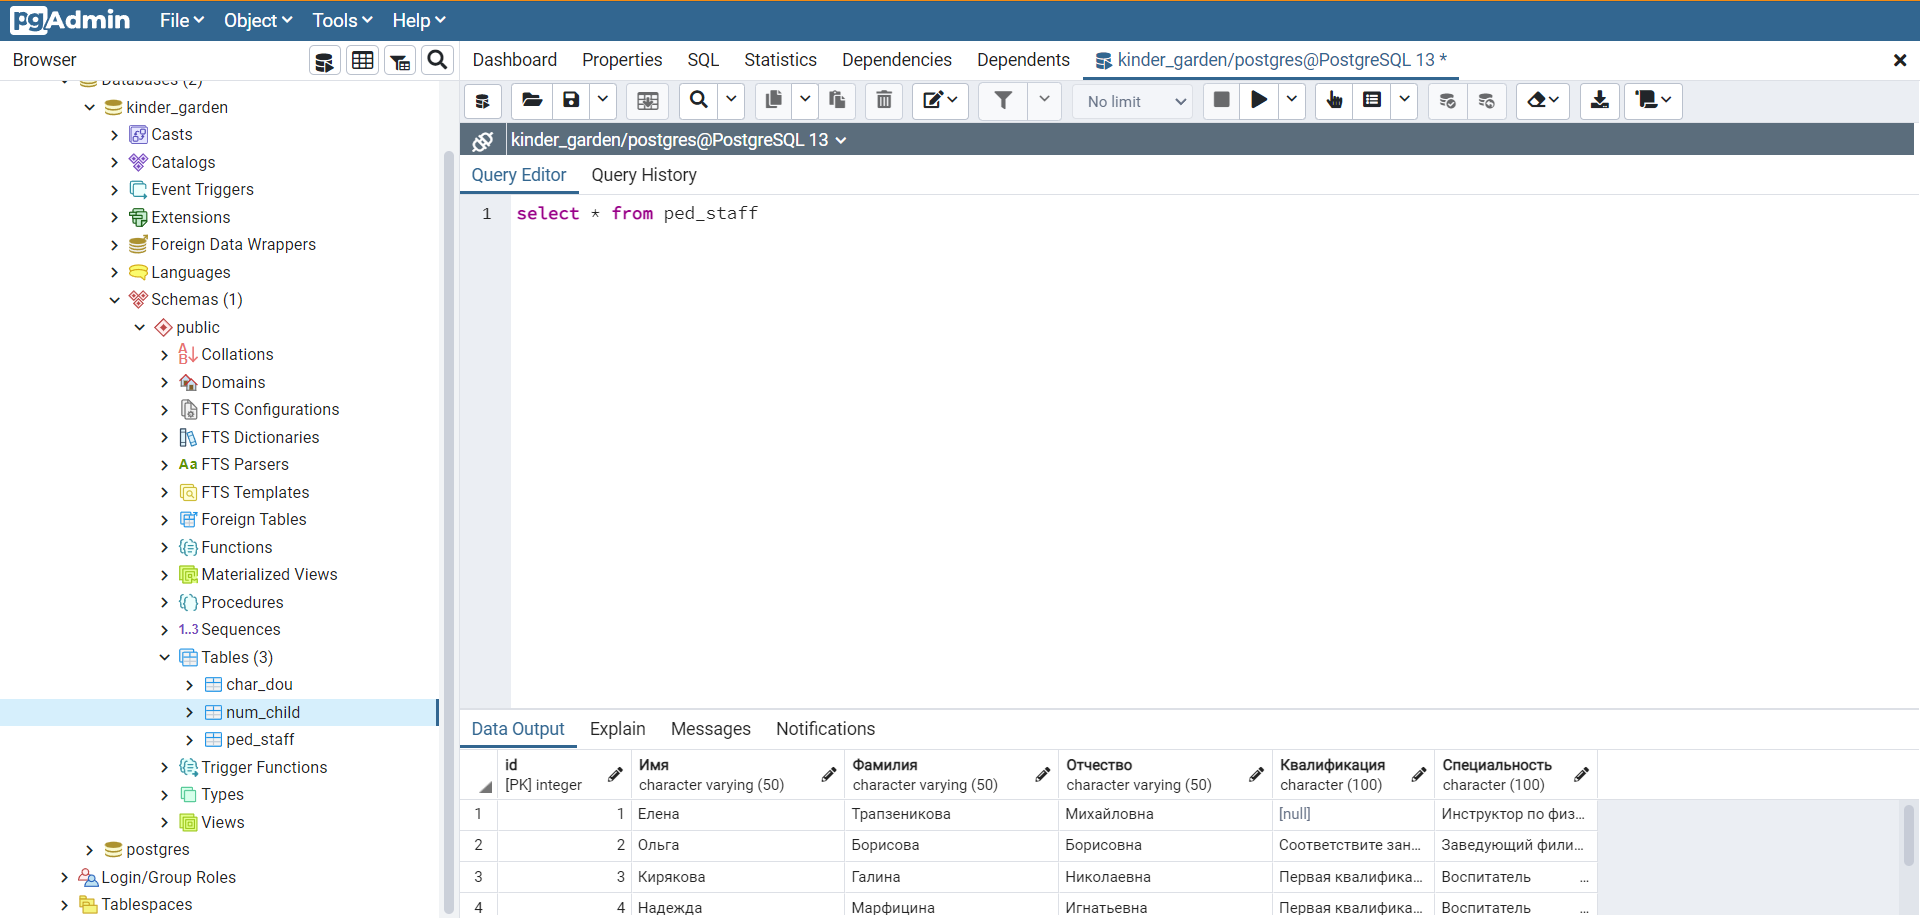 pgAdmin File Object Tools Help
Browser
Dashboard Properties SQL Statistics Dependencies Dependents kinder_garden/postgres@PostgreSQL 13 *
Databases (2)
kinder_garden
Casts
Catalogs
Event Triggers
Extensions
Foreign Data Wrappers
Languages
Schemas (1)
public
Collations
Domains
FTS Configurations
FTS Dictionaries
Aa FTS Parsers
FTS Templates
Foreign Tables
Functions
Materialized Views
Procedures
1..3 Sequences
Tables (3)
char_dou
num_child
ped_staff
Trigger Functions
Types
Views
postgres
Login/Group Roles
Tablespaces
No limit
kinder_garden/postgres@PostgreSQL 13
Query Editor Query History
1 select * from ped_staff
Data Output Explain Messages Notifications
id Имя Фамилия Отчество Квалификация Специальность
[PK] integer character varying (50) character varying (50) character varying (50) character (100) character (100)
1 1 Елена Трапзеникова Михайловна [null] Инструктор по физ...
2 2 Ольга Борисова Борисовна Соответствите зан... Заведующий фили...
3 3 Кирякова Галина Николаевна Первая квалифика... Воспитатель ...
4 4 Надежда Марфицина Игнатьевна Первая квалифика... Воспитатель ...